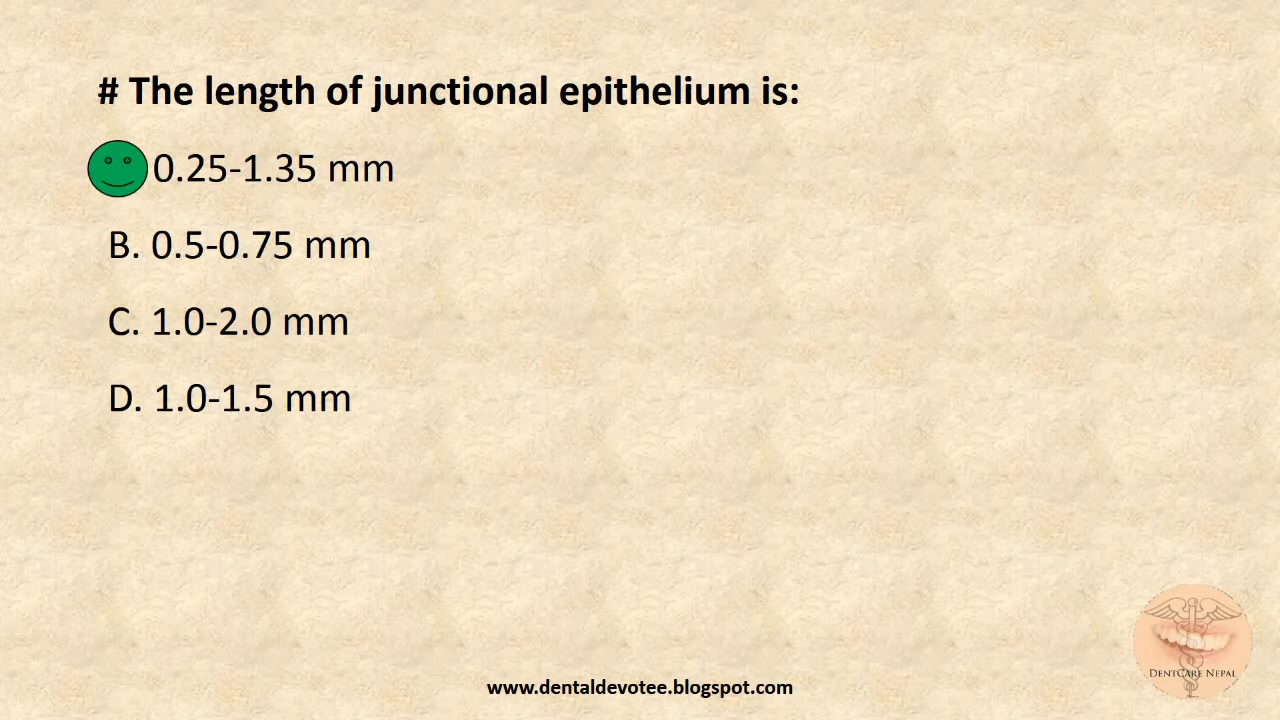 # The length of junctional epithelium is:
0.25-1.35 mm
B. 0.5-0.75 mm
C. 1.0-2.0 mm
D. 1.0-1.5 mm
DentCare Nepal
www.dentaldevotee.blogspot.com